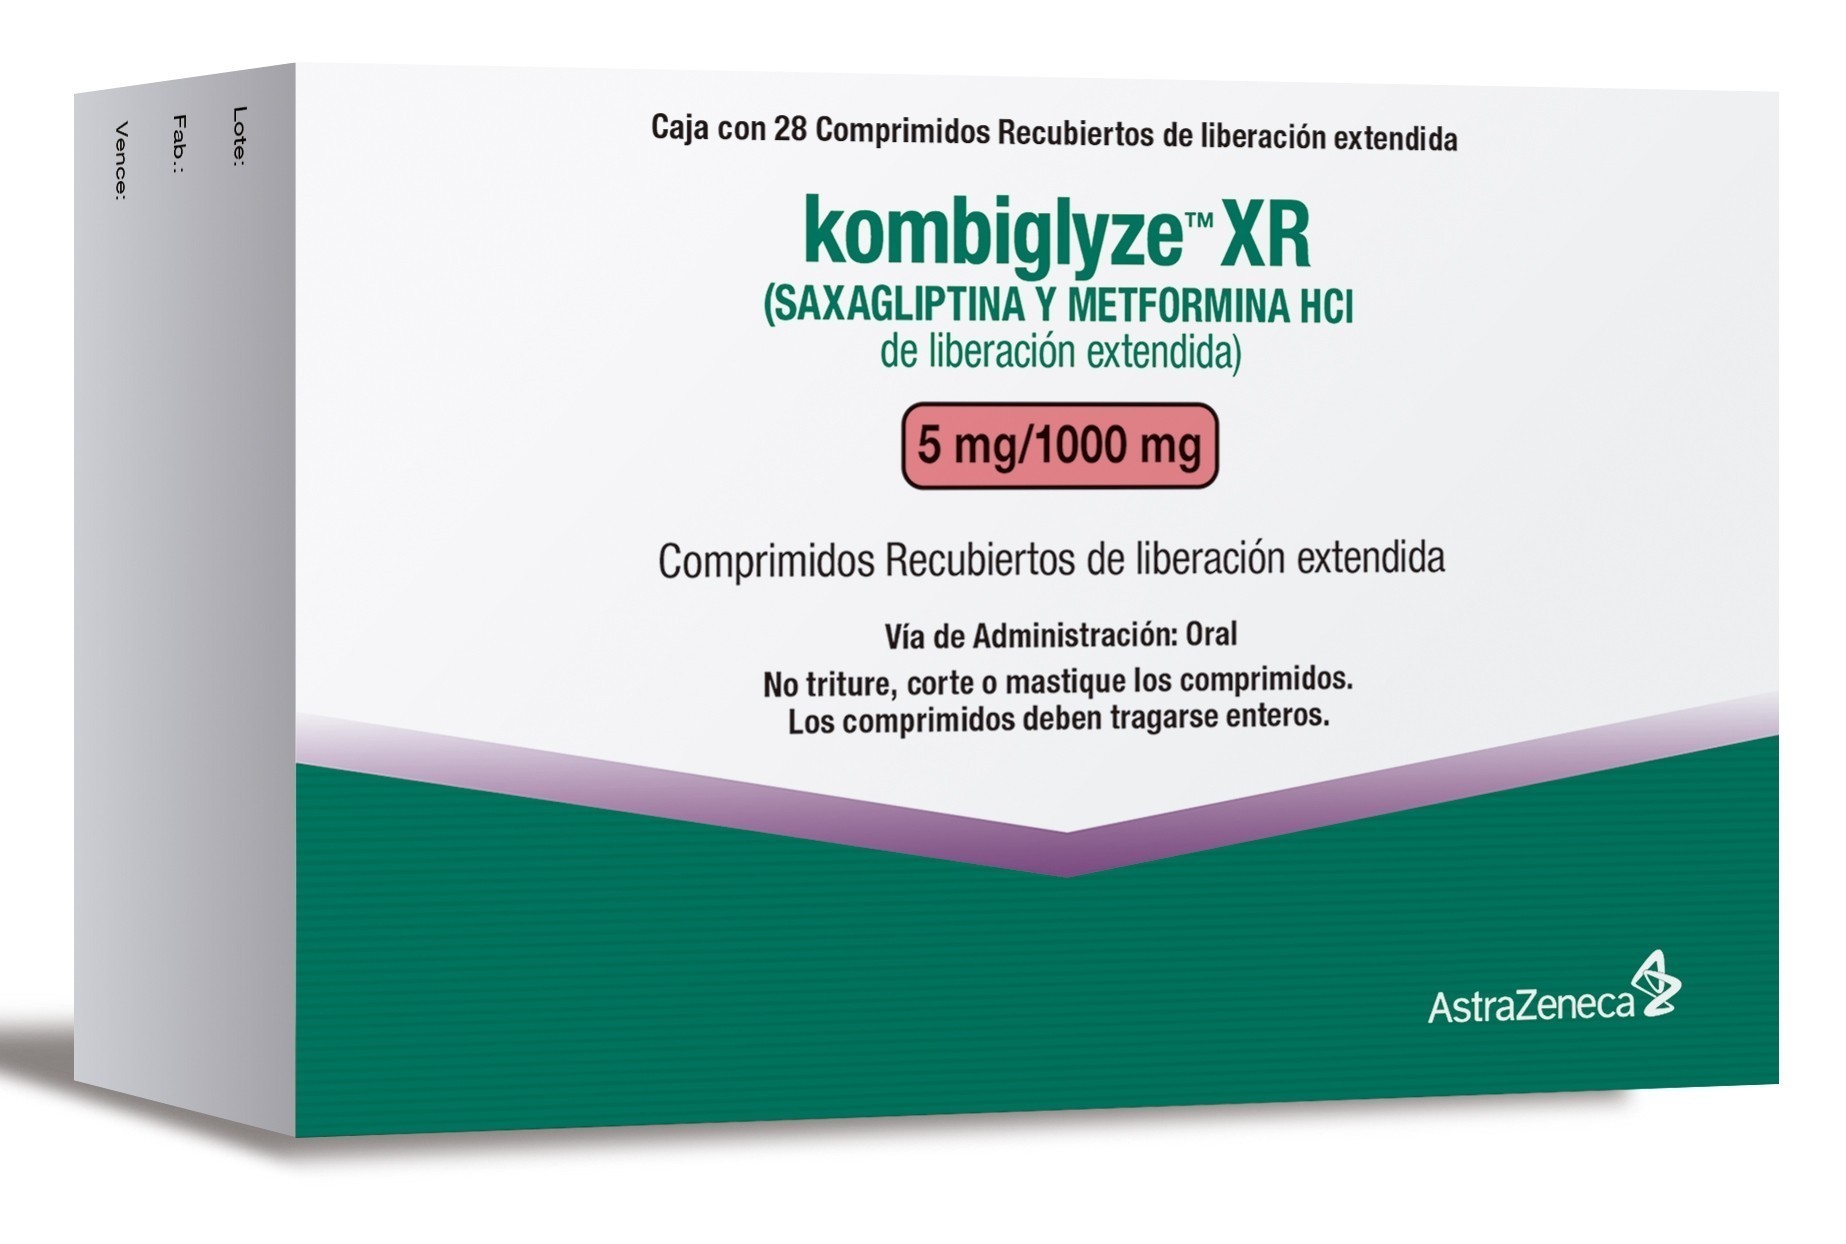 Lote:
Fab.:
Vence:
Caja con 28 Comprimidos Recubiertos de liberación extendida
kombiglyze™ XR
(SAXAGLIPTINA Y METFORMINA HCl
de liberación extendida)
5 mg/1000 mg
Comprimidos Recubiertos de liberación extendida
Vía de Administración: Oral
No triture, corte o mastique los comprimidos.
Los comprimidos deben tragarse enteros.
AstraZeneca